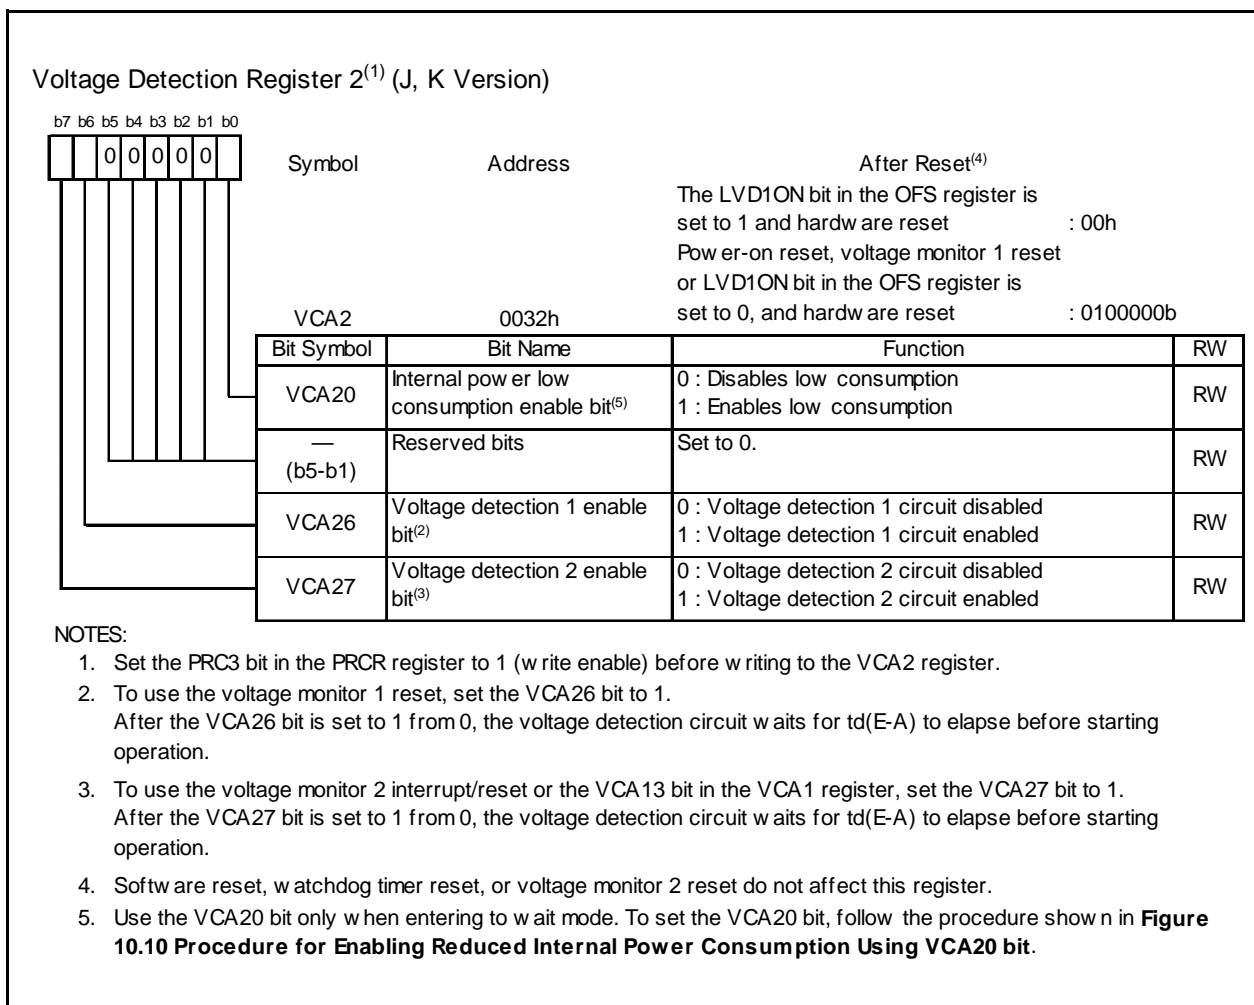 Voltage Detection Register 2(1) (J, K Version)
b7 b6 b5 b4 b3 b2 b1 b0
0 0 0 0 0
Symbol Address After Reset(4)
The LVD1ON bit in the OFS register is
set to 1 and hardware reset : 00h
Power-on reset, voltage monitor 1 reset
or LVD1ON bit in the OFS register is
VCA2 0032h set to 0, and hardware reset : 0100000b
Bit Symbol Bit Name Function RW
VCA20 Internal power low consumption enable bit(5) 0 : Disables low consumption
1 : Enables low consumption RW
— (b5-b1) Reserved bits Set to 0. RW
VCA26 Voltage detection 1 enable bit(2) 0 : Voltage detection 1 circuit disabled
1 : Voltage detection 1 circuit enabled RW
VCA27 Voltage detection 2 enable bit(3) 0 : Voltage detection 2 circuit disabled
1 : Voltage detection 2 circuit enabled RW
NOTES:
1. Set the PRC3 bit in the PRCR register to 1 (write enable) before writing to the VCA2 register.
2. To use the voltage monitor 1 reset, set the VCA26 bit to 1.
After the VCA26 bit is set to 1 from 0, the voltage detection circuit waits for td(E-A) to elapse before starting
operation.
3. To use the voltage monitor 2 interrupt/reset or the VCA13 bit in the VCA1 register, set the VCA27 bit to 1.
After the VCA27 bit is set to 1 from 0, the voltage detection circuit waits for td(E-A) to elapse before starting
operation.
4. Software reset, watchdog timer reset, or voltage monitor 2 reset do not affect this register.
5. Use the VCA20 bit only when entering to wait mode. To set the VCA20 bit, follow the procedure shown in Figure
10.10 Procedure for Enabling Reduced Internal Power Consumption Using VCA20 bit.